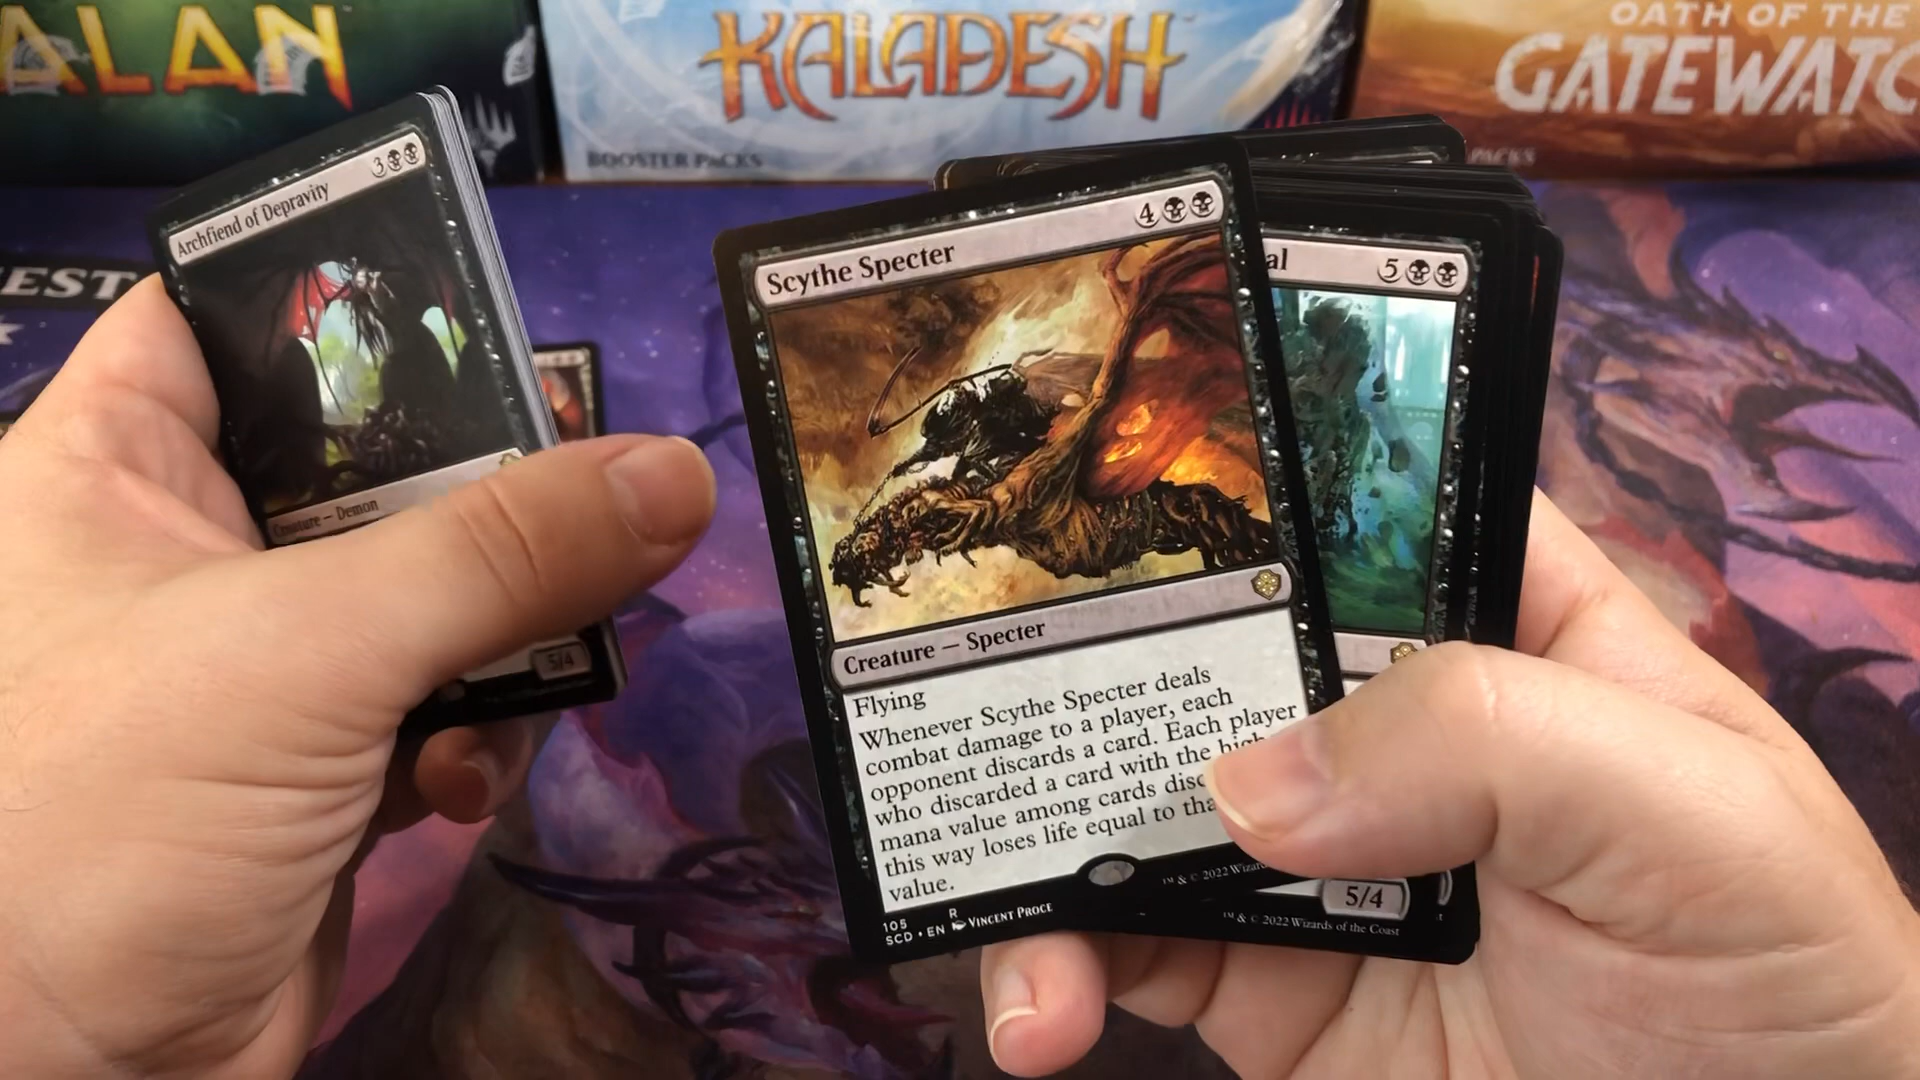 ALAN
KALADESH
BOOSTER PACKS
OATH OF THE
GATEWATC
PACKS
EST
Archfiend of Depravity
3
Creature — Demon
5/4
Scythe Specter
4
Creature — Specter
Flying
Whenever Scythe Specter deals
combat damage to a player, each
opponent discards a card. Each player
who discarded a card with the high
mana value among cards disc
this way loses life equal to tha
value.
105 R
SCD • EN VINCENT PROCE
™ & © 2022 Wizar
al
5
5/4
™ & © 2022 Wizards of the Coast